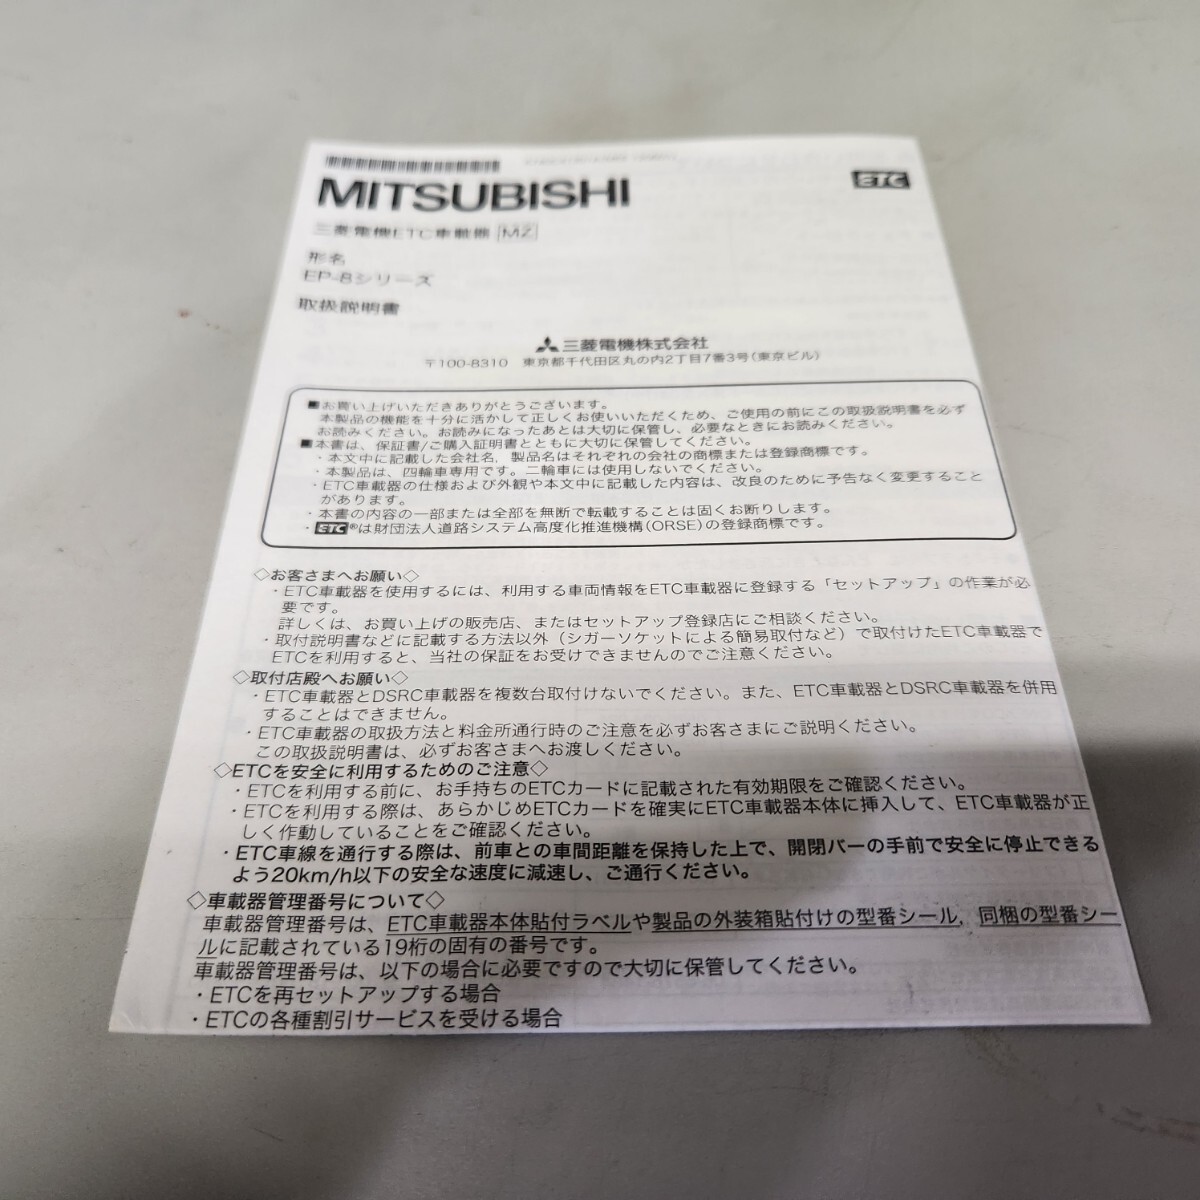 MITSUBISHI
ETC
三菱電機ETC車載器 MZ
形名
EP-8シリーズ
取扱説明書
三菱電機株式会社
〒100-8310 東京都千代田区丸の内2丁目7番3号(東京ビル)
■お買い上げいただきありがとうございます。
本製品の機能を十分に活かして正しくお使いいただくため、ご使用の前にこの取扱説明書を必ず
お読みください。お読みになったあとは大切に保管し、必要なときにお読みください。
■本書は、保証書/ご購入証明書とともに大切に保管してください。
・本文中に記載した会社名, 製品名はそれぞれの会社の商標または登録商標です。
・本製品は、四輪車専用です。二輪車には使用しないでください。
・ETC車載器の仕様および外観や本文中に記載した内容は、改良のために予告なく変更すること
があります。
・本書の内容の一部または全部を無断で転載することは固くお断りします。
・ETC®は財団法人道路システム高度化推進機構(ORSE)の登録商標です。
◇お客さまへお願い◇
・ETC車載器を使用するには、利用する車両情報をETC車載器に登録する「セットアップ」の作業が必
要です。
詳しくは、お買い上げの販売店、またはセットアップ登録店にご相談ください。
・取付説明書などに記載する方法以外（シガーソケットによる簡易取付など）で取付けたETC車載器で
ETCを利用すると、当社の保証をお受けできませんのでご注意ください。
◇取付店殿へお願い◇
・ETC車載器とDSRC車載器を複数台取付けないでください。また、ETC車載器とDSRC車載器を併用
することはできません。
・ETC車載器の取扱方法と料金所通行時のご注意を必ずお客さまにご説明ください。
この取扱説明書は、必ずお客さまへお渡しください。
◇ETCを安全に利用するためのご注意◇
・ETCを利用する前に、お手持ちのETCカードに記載された有効期限をご確認ください。
・ETCを利用する際は、あらかじめETCカードを確実にETC車載器本体に挿入して、ETC車載器が正
しく作動していることをご確認ください。
・ETC車線を通行する際は、前車との車間距離を保持した上で、開閉バーの手前で安全に停止できる
よう20km/h以下の安全な速度に減速し、ご通行ください。
◇車載器管理番号について◇
車載器管理番号は、ETC車載器本体貼付ラベルや製品の外装箱貼付けの型番シール, 同梱の型番シー
ルに記載されている19桁の固有の番号です。
車載器管理番号は、以下の場合に必要ですので大切に保管してください。
・ETCを再セットアップする場合
・ETCの各種割引サービスを受ける場合